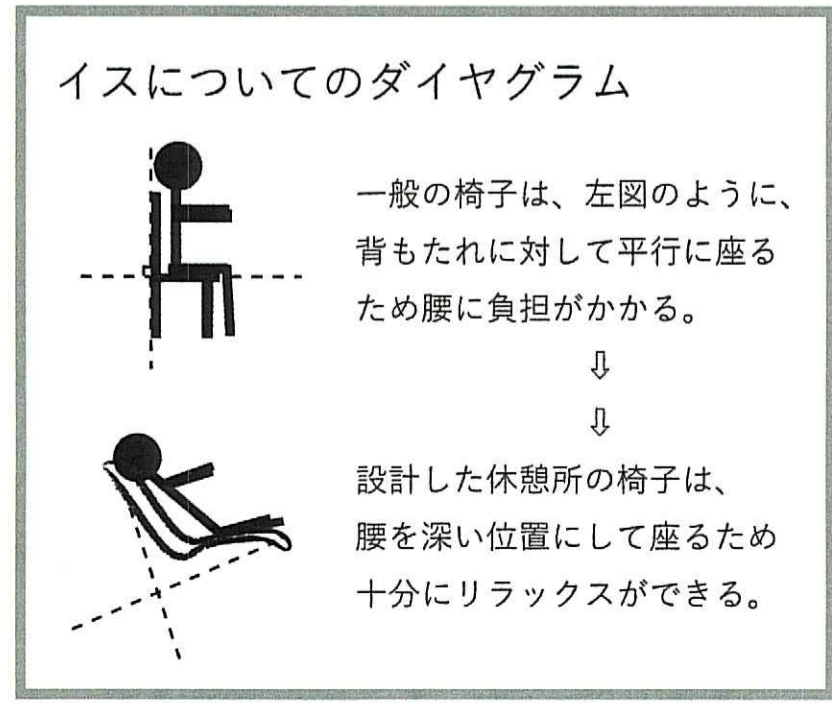 イスについてのダイヤグラム
一般の椅子は、左図のように、
背もたれに対して平行に座る
ため腰に負担がかかる。
⇩
⇩
設計した休憩所の椅子は、
腰を深い位置にして座るため
十分にリラックスができる。